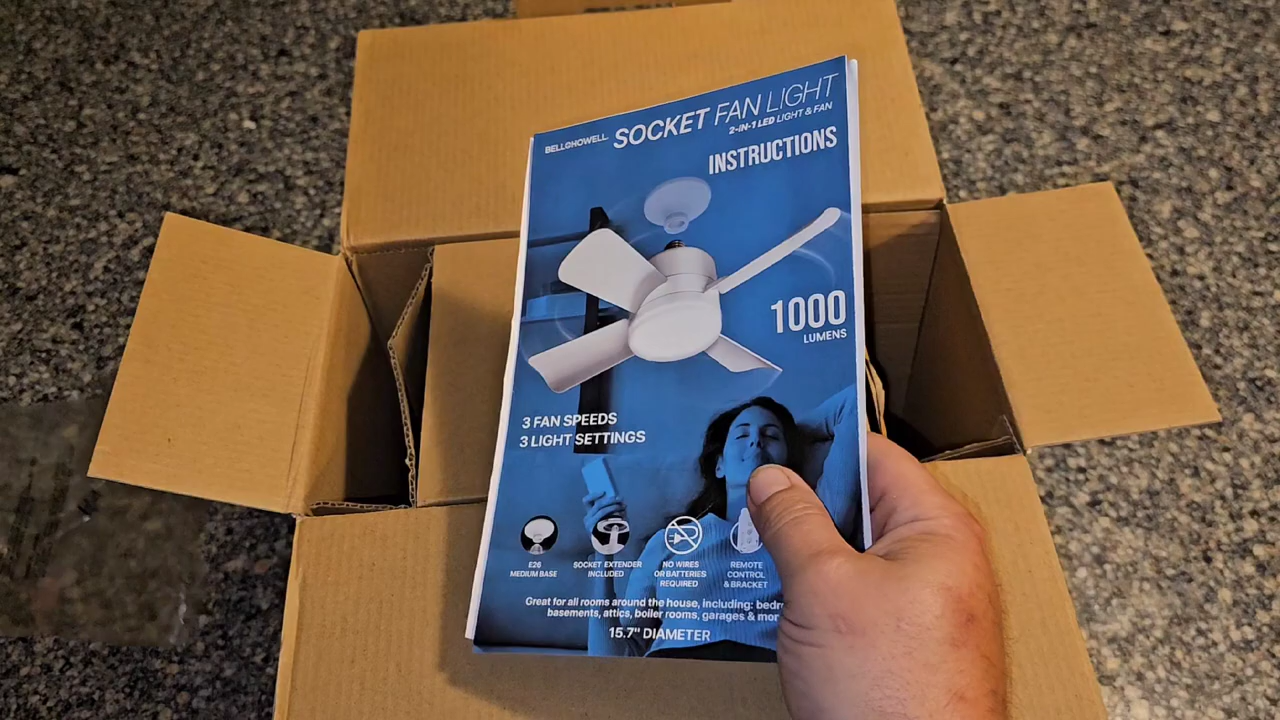 BELL+HOWELL SOCKET FAN LIGHT
2-IN-1 LED LIGHT & FAN
INSTRUCTIONS
1000
LUMENS
3 FAN SPEEDS
3 LIGHT SETTINGS
E26
MEDIUM BASE
SOCKET EXTENDER
INCLUDED
NO WIRES
OR BATTERIES
REQUIRED
REMOTE
CONTROL
& BRACKET
Great for all rooms around the house, including:
basements, attics, boiler rooms, garages &
15.7" DIAMETER